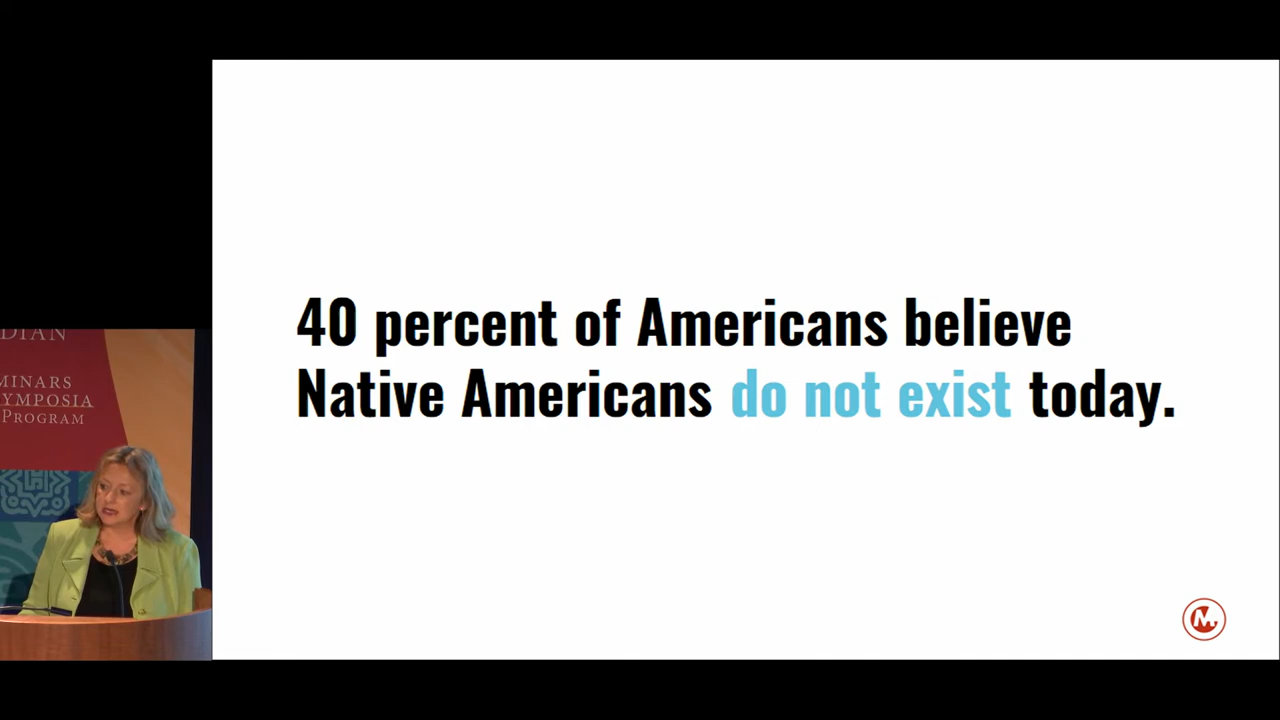 DIAN
MINARS
YMPOSIA
PROGRAM
40 percent of Americans believe
Native Americans do not exist today.
M